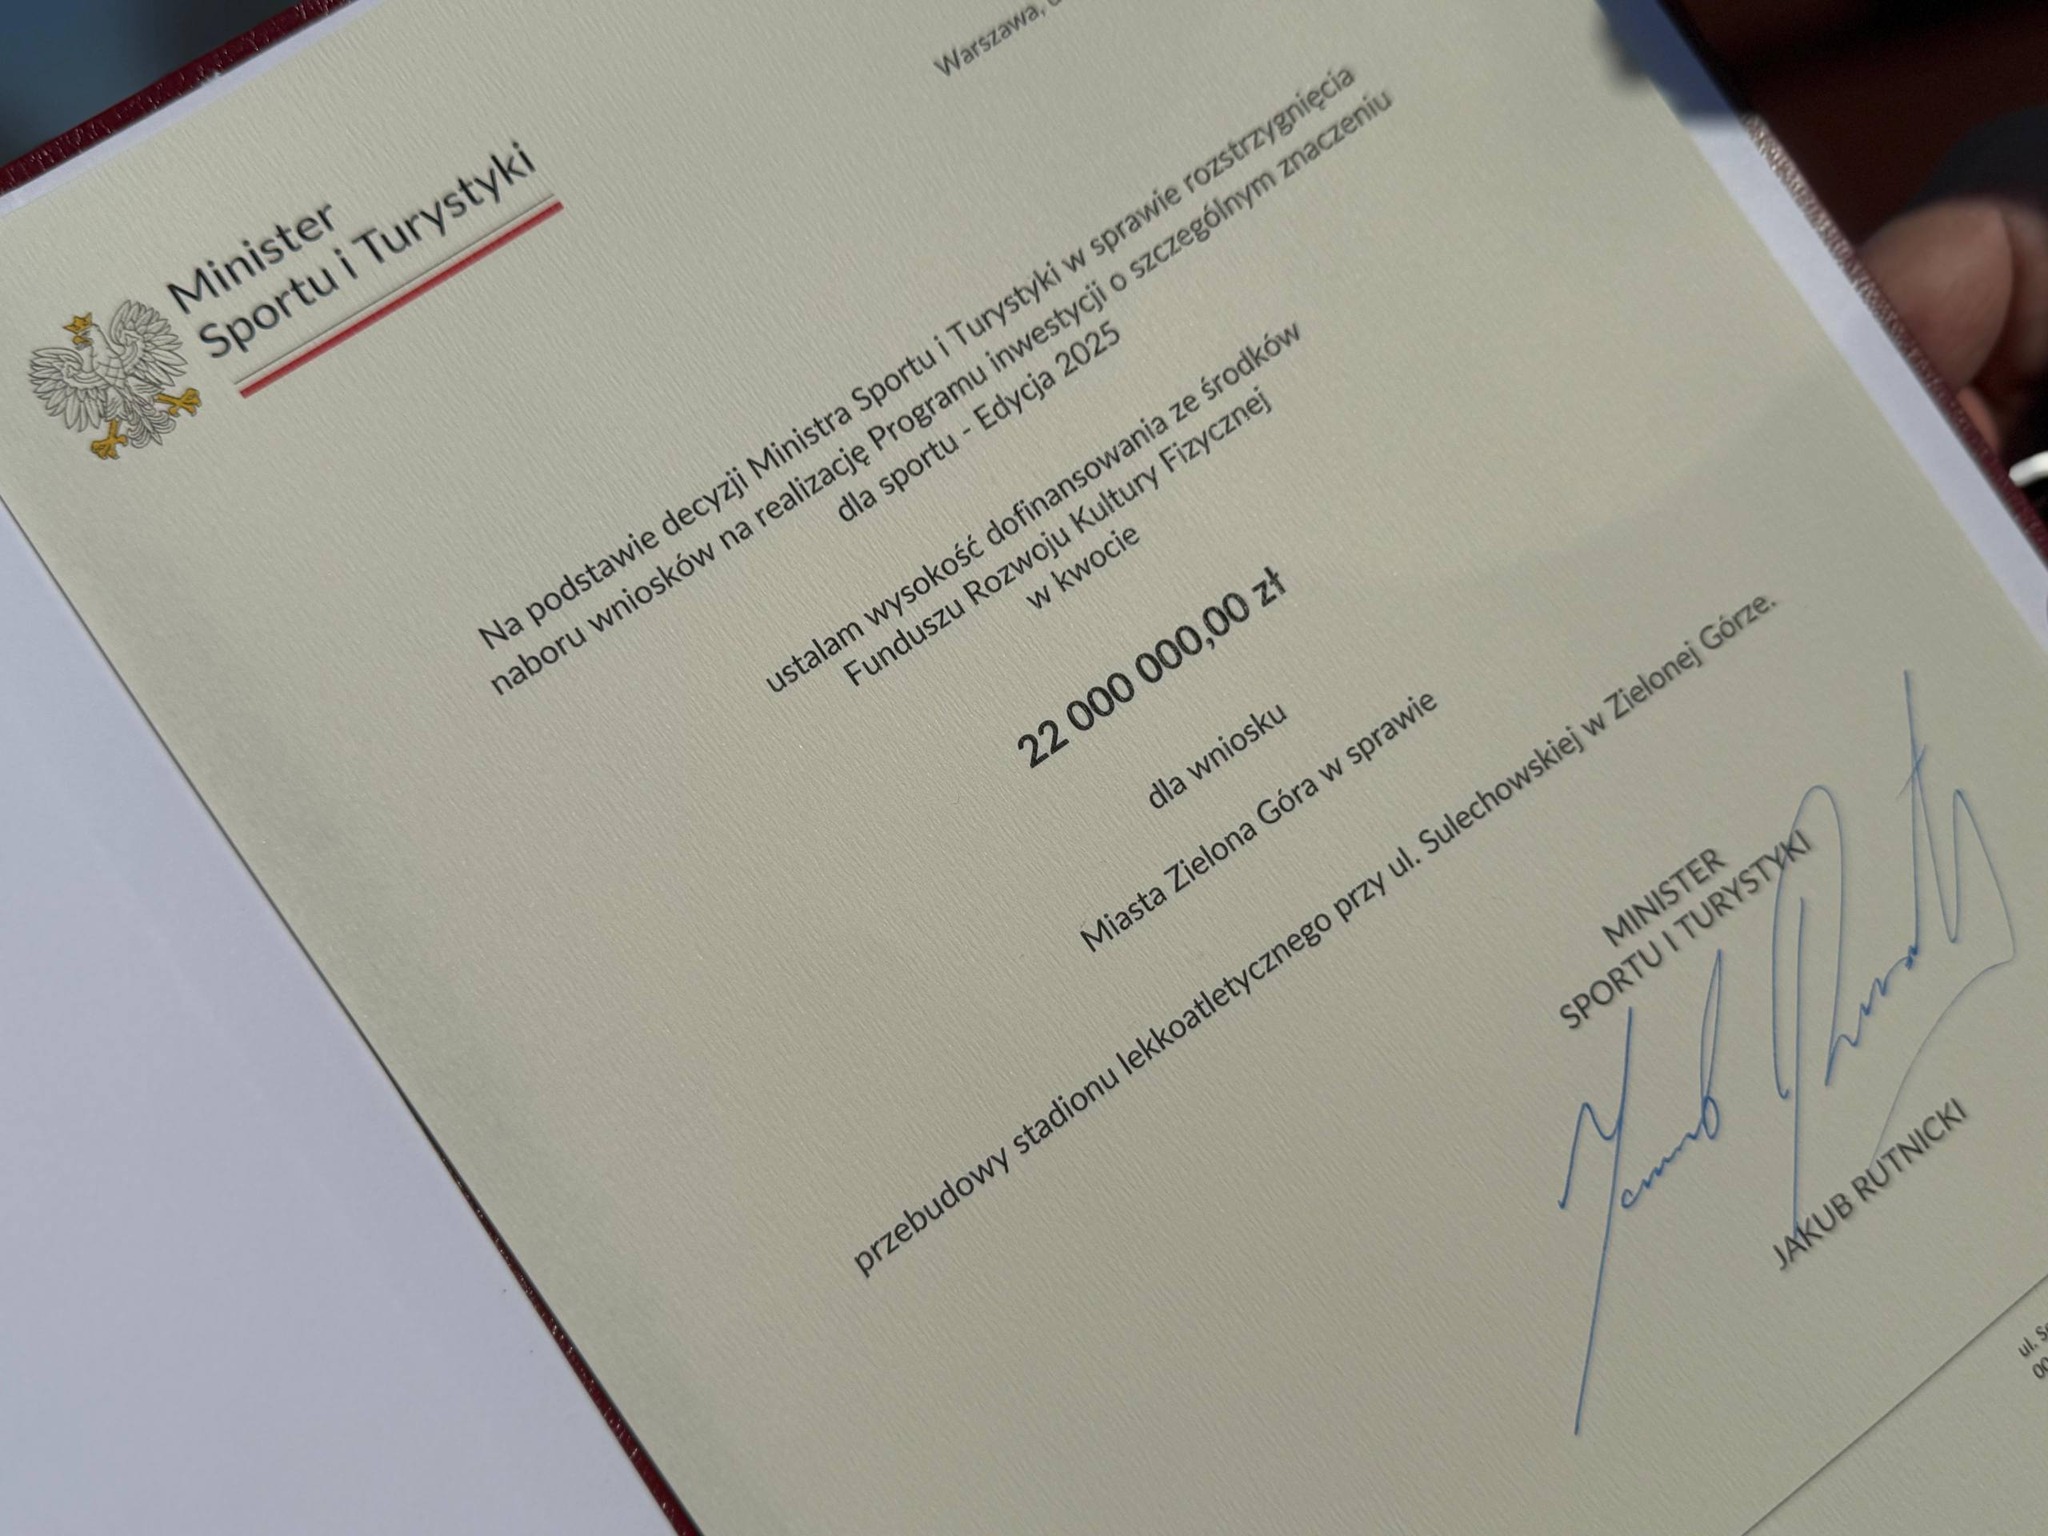 Warszawa,
Minister
Sportu i Turystyki
Na podstawie decyzji Ministra Sportu i Turystyki w sprawie rozstrzygnięcia
naboru wniosków na realizację Programu inwestycji o szczególnym znaczeniu
dla sportu - Edycja 2025
ustalam wysokość dofinansowania ze środków
Funduszu Rozwoju Kultury Fizycznej
w kwocie
22 000 000,00 zł
dla wniosku
Miasta Zielona Góra w sprawie
przebudowy stadionu lekkoatletycznego przy ul. Sulechowskiej w Zielonej Górze.
MINISTER
SPORTU I TURYSTYKI
JAKUB RUTNICKI
ul.
00